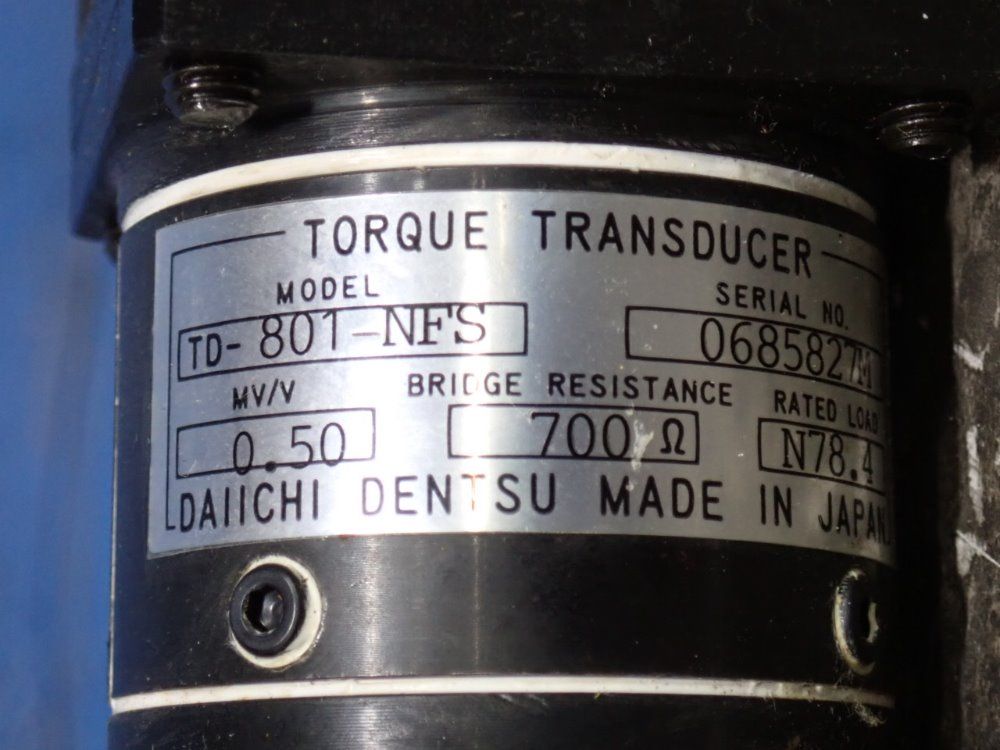 TORQUE TRANSDUCER
MODEL SERIAL NO.
TD-801-NFS 0685827M
MV/V BRIDGE RESISTANCE RATED LOAD
0.50 700 Ω N78.4
DAIICHI DENTSU MADE IN JAPAN.